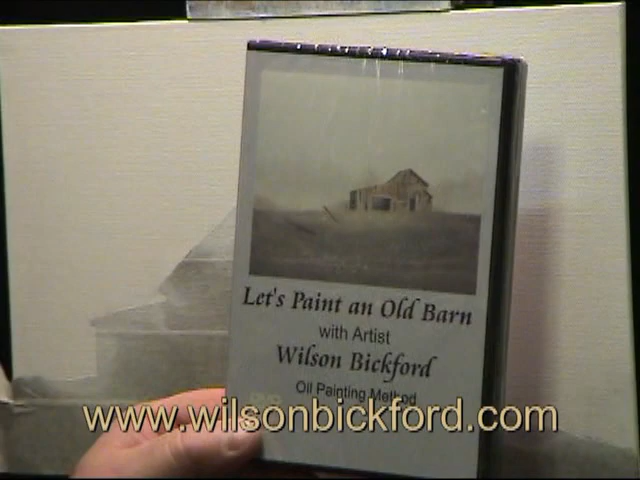 Let's Paint an Old Barn
with Artist
Wilson Bickford
Oil Painting Method
www.wilsonbickford.com